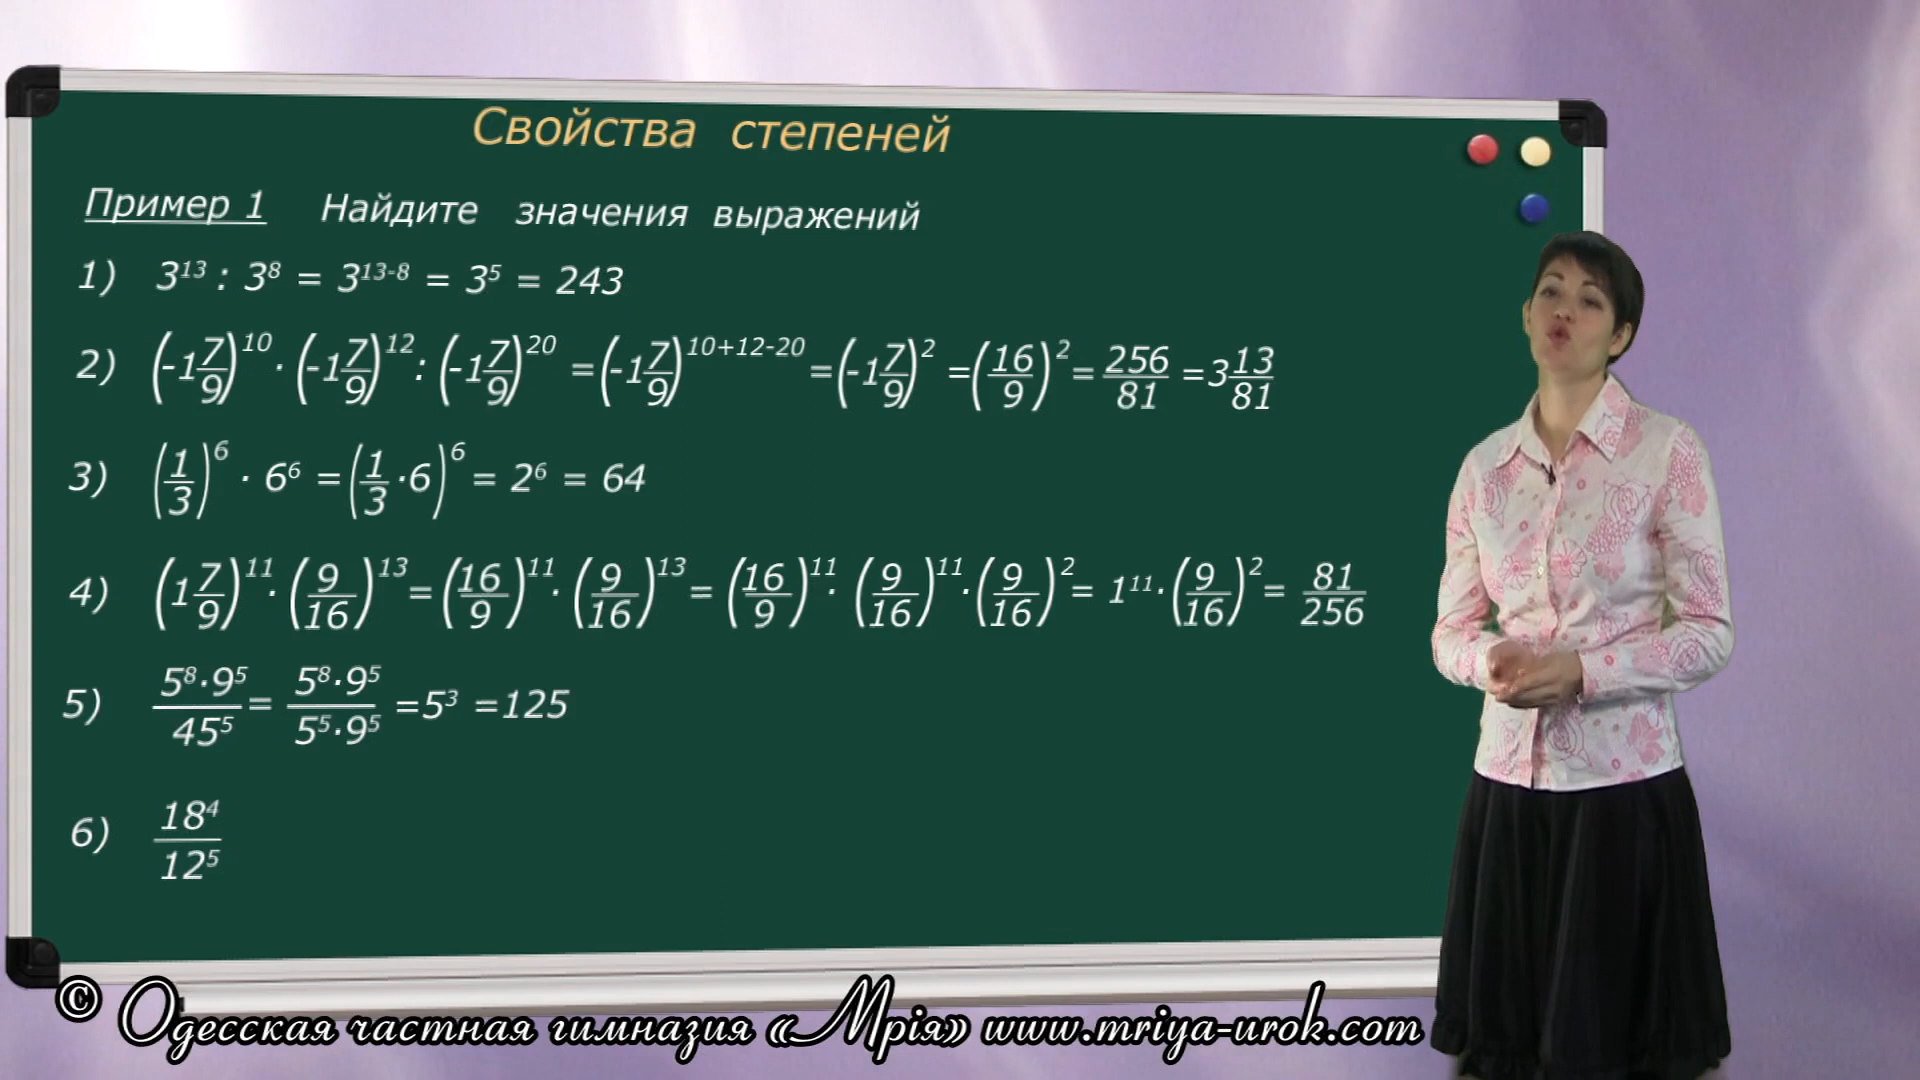 Свойства степеней
Пример 1 Найдите значения выражений
1) 3¹³ : 3⁸ = 3¹³⁻⁸ = 3⁵ = 243
2) (-1 7/9)¹⁰ · (-1 7/9)¹² : (-1 7/9)²⁰ = (-1 7/9)¹⁰⁺¹²⁻²⁰ = (-1 7/9)² = (16/9)² = 256/81 = 3 13/81
3) (1/3)⁶ · 6⁶ = (1/3 · 6)⁶ = 2⁶ = 64
4) (1 7/9)¹¹ · (9/16)¹³ = (16/9)¹¹ · (9/16)¹³ = (16/9)¹¹ · (9/16)¹¹ · (9/16)² = 1¹¹ · (9/16)² = 81/256
5) 5⁸·9⁵/45⁵ = 5⁸·9⁵/5⁵·9⁵ = 5³ = 125
6) 18⁴/12⁵
© Одесская частная гимназия «Мрія» www.mriya-urok.com